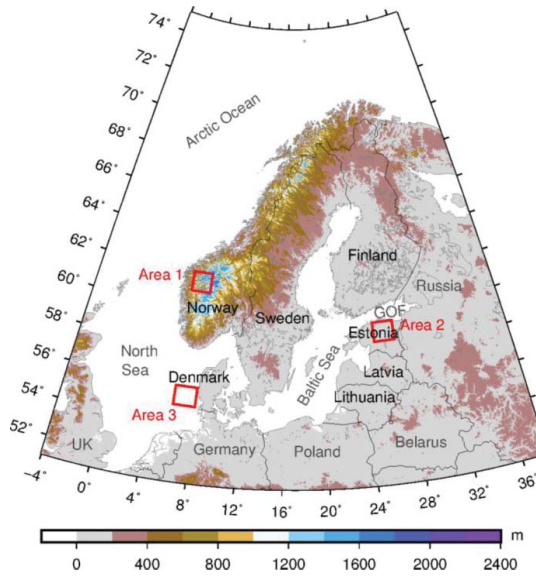 74°
72°
70°
68°
66°
64°
62°
60°
58°
56°
54°
52°
Arctic Ocean
Finland
Russia
Area 1
Norway
Sweden
GOF
Estonia
Area 2
North
Sea
Baltic Sea
Latvia
Denmark
Lithuania
Area 3
UK
Germany
Poland
Belarus
−4°
0°
4°
8°
12°
16°
20°
24°
28°
32°
36°
m
0
400
800
1200
1600
2000
2400